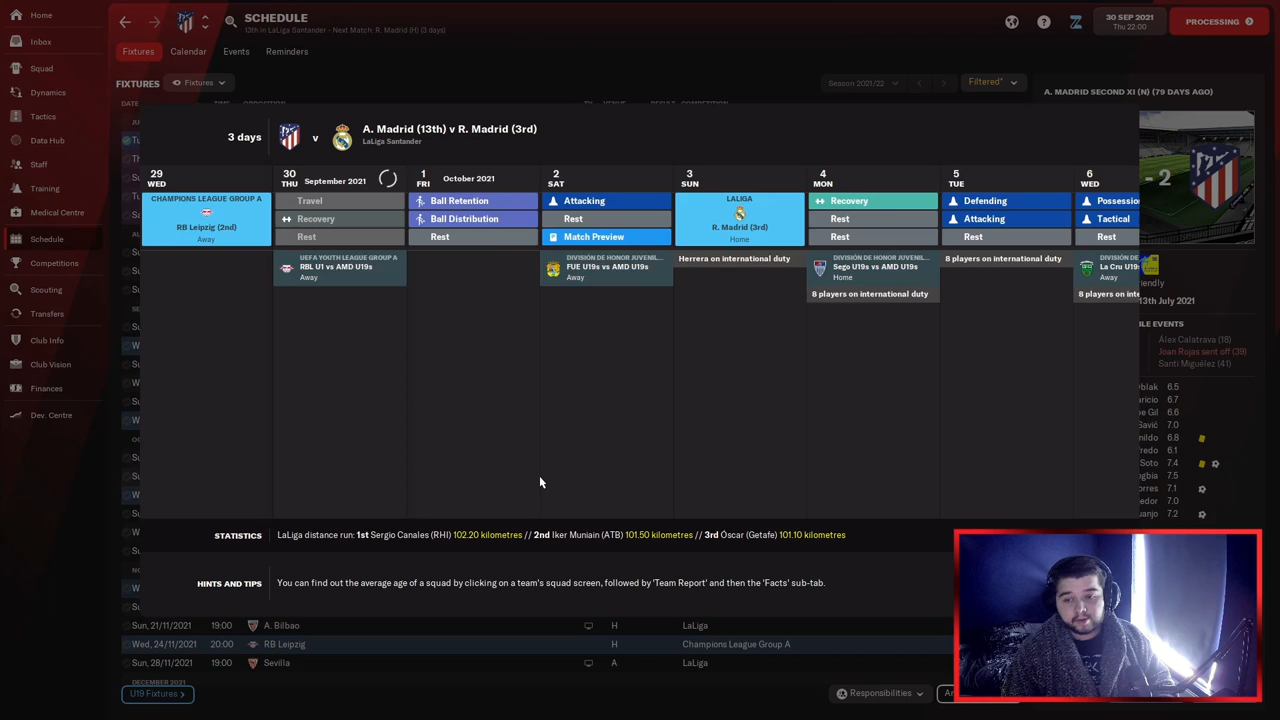 Home
Inbox
Squad
Dynamics
Tactics
Data Hub
Staff
Training
Medical Centre
Schedule
Competitions
Scouting
Transfers
Club Info
Club Vision
Finances
Dev. Centre
SCHEDULE
13th in LaLiga Santander - Next Match: R. Madrid (H) (3 days)
30 SEP 2021
Thu 22:00
PROCESSING
Fixtures
Calendar
Events
Reminders
FIXTURES
Fixtures
Season 2021/22
Filtered*
A. MADRID SECOND XI (N) (79 DAYS AGO)
3 days
v
A. Madrid (13th) v R. Madrid (3rd)
LaLiga Santander
29
WED
30
THU
September 2021
1
FRI
October 2021
2
SAT
3
SUN
4
MON
5
TUE
6
WED
CHAMPIONS LEAGUE GROUP A
RB Leipzig (2nd)
Away
Travel
Recovery
Rest
Ball Retention
Ball Distribution
Rest
Attacking
Rest
Match Preview
LALIGA
R. Madrid (3rd)
Home
Recovery
Rest
Rest
Defending
Attacking
Rest
Possessio
Tactical
Rest
UEFA YOUTH LEAGUE GROUP A
RBL U1 vs AMD U19s
Away
DIVISIÓN DE HONOR JUVENIL...
FUE U19s vs AMD U19s
Away
Herrera on international duty
DIVISIÓN DE HONOR JUVENIL...
Sego U19s vs AMD U19s
Home
8 players on international duty
8 players on international duty
DIVISIÓN DE
La Cru U19s
Away
8 players on inte
- 2
13th July 2021
Álex Calatrava (18)
Joan Rojas sent off (39)
Santi Miguélez (41)
6.5
6.7
6.6
Savić 7.0
6.8
6.1
Soto 7.4
7.5
7.1
7.0
7.2
STATISTICS
LaLiga distance run: 1st Sergio Canales (RHI) 102.20 kilometres // 2nd Iker Muniain (ATB) 101.50 kilometres // 3rd Óscar (Getafe) 101.10 kilometres
HINTS AND TIPS
You can find out the average age of a squad by clicking on a team's squad screen, followed by 'Team Report' and then the 'Facts' sub-tab.
Sun, 21/11/2021 19:00 A. Bilbao H LaLiga
Wed, 24/11/2021 20:00 RB Leipzig H Champions League Group A
Sun, 28/11/2021 19:00 Sevilla A LaLiga
DECEMBER 2021
U19 Fixtures >
Responsibilities